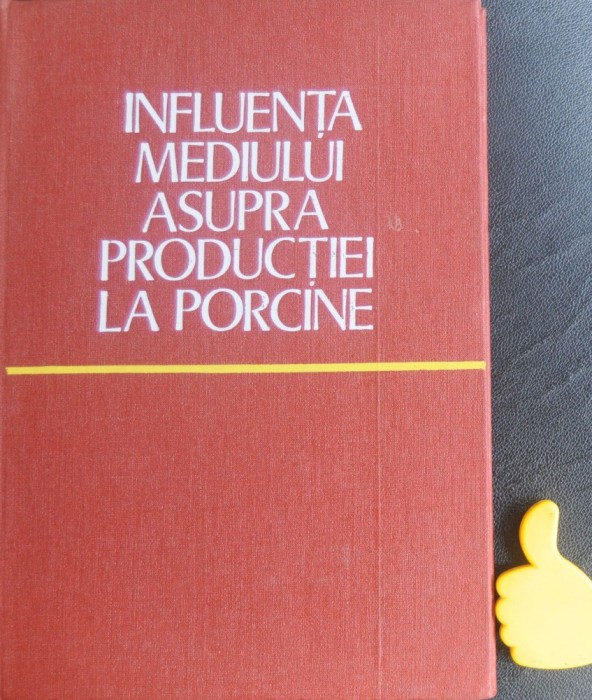 INFLUENȚA
MEDIULUI
ASUPRA
PRODUCȚIEI
LA PORCINE